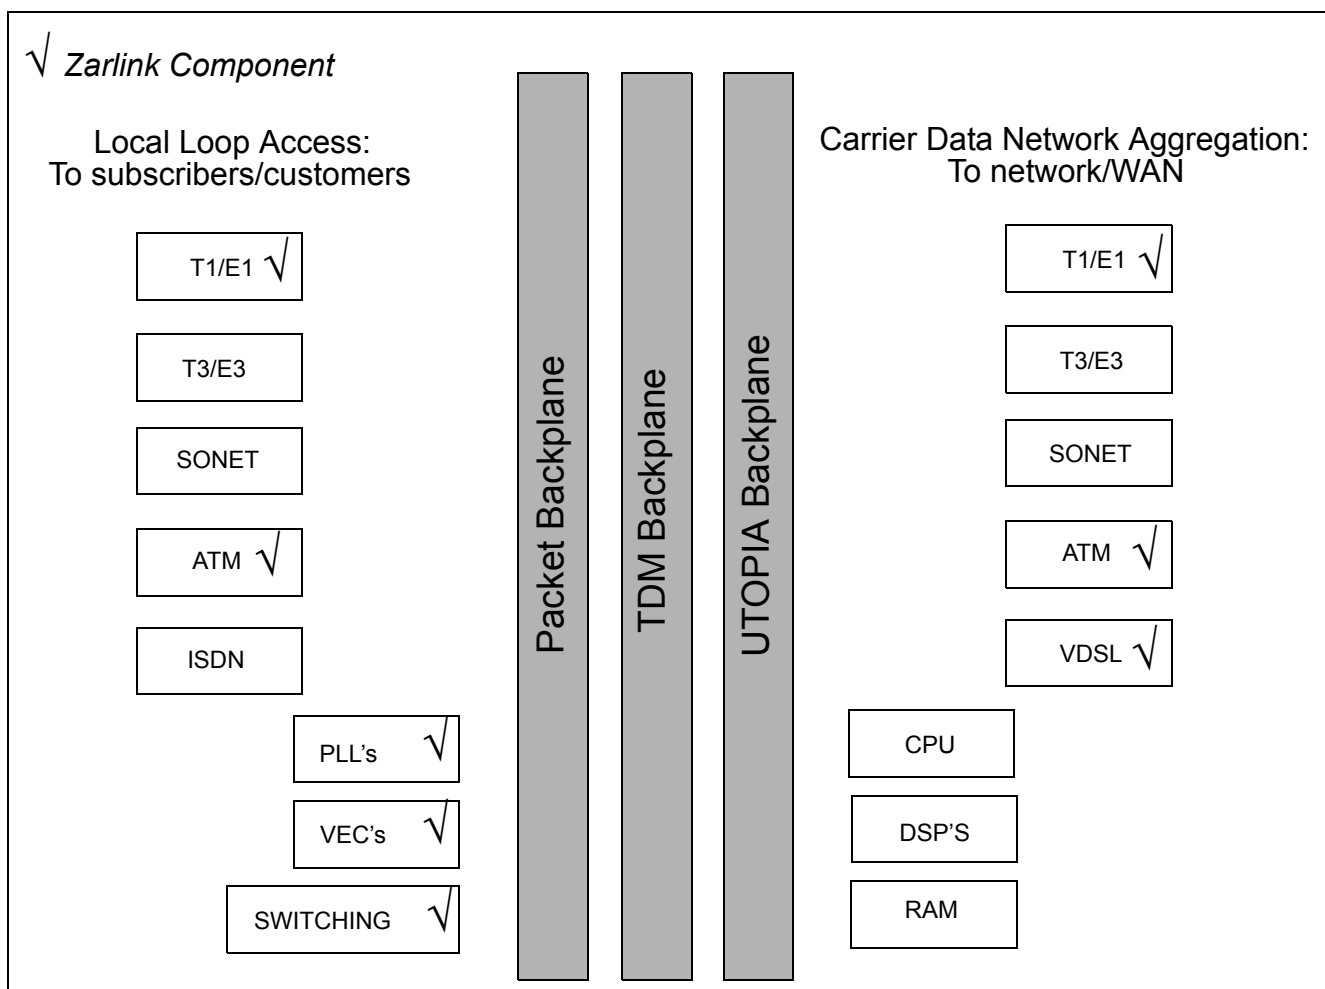 √ Zarlink Component
Local Loop Access:
To subscribers/customers
T1/E1 √
T3/E3
SONET
ATM √
ISDN
PLL's √
VEC's √
SWITCHING √
Packet Backplane
TDM Backplane
UTOPIA Backplane
Carrier Data Network Aggregation:
To network/WAN
T1/E1 √
T3/E3
SONET
ATM √
VDSL √
CPU
DSP'S
RAM